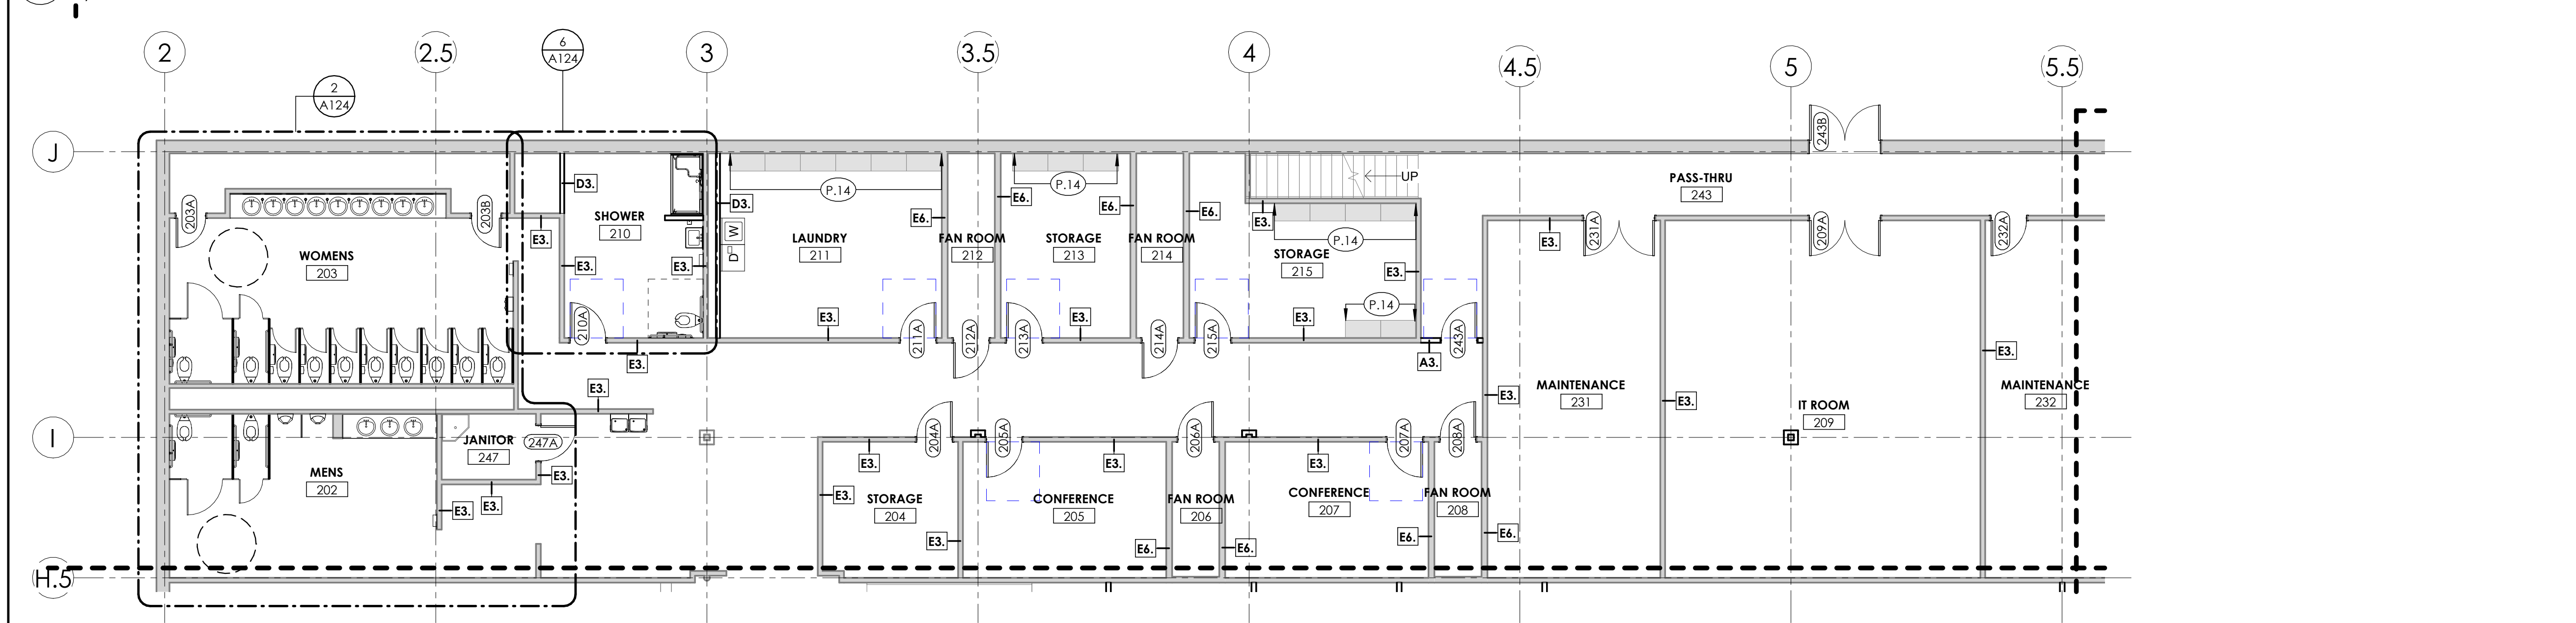 2
2.5
6
A124
3
3.5
4
4.5
5
5.5
2
A124
J
243B
D3.
P.14
P.14
UP
PASS-THRU
243
203A
203B
D3.
E6.
E6.
E6.
E6.
E3.
SHOWER
210
W
D
E3.
LAUNDRY
211
FAN ROOM
212
STORAGE
213
FAN ROOM
214
P.14
E3.
231A
209A
232A
WOMENS
203
E3.
E3.
STORAGE
215
E3.
P.14
210A
E3.
211A
212A
213A
E3.
214A
215A
E3.
243A
E3.
E3.
A3.
E3.
E3.
E3.
MAINTENANCE
231
MAINTENANCE
232
IT ROOM
209
I
JANITOR
247
247A
204A
205A
206A
207A
208A
MENS
202
E3.
E3.
E3.
E3.
E3.
E3.
E3.
STORAGE
204
CONFERENCE
205
FAN ROOM
206
CONFERENCE
207
FAN ROOM
208
E3.
E6.
E6.
E6.
E6.
H.5